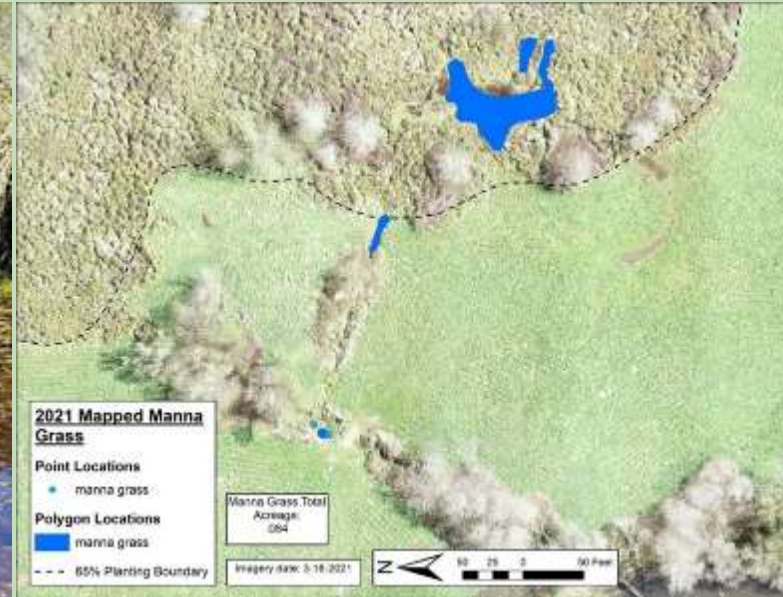 2021 Mapped Manna
Grass
Point Locations
manna grass
Polygon Locations
manna grass
65% Planting Boundary
Manna Grass Total
Acreage:
.084
Imagery date: 3-16-2021
N
50 25 0 50 Feet